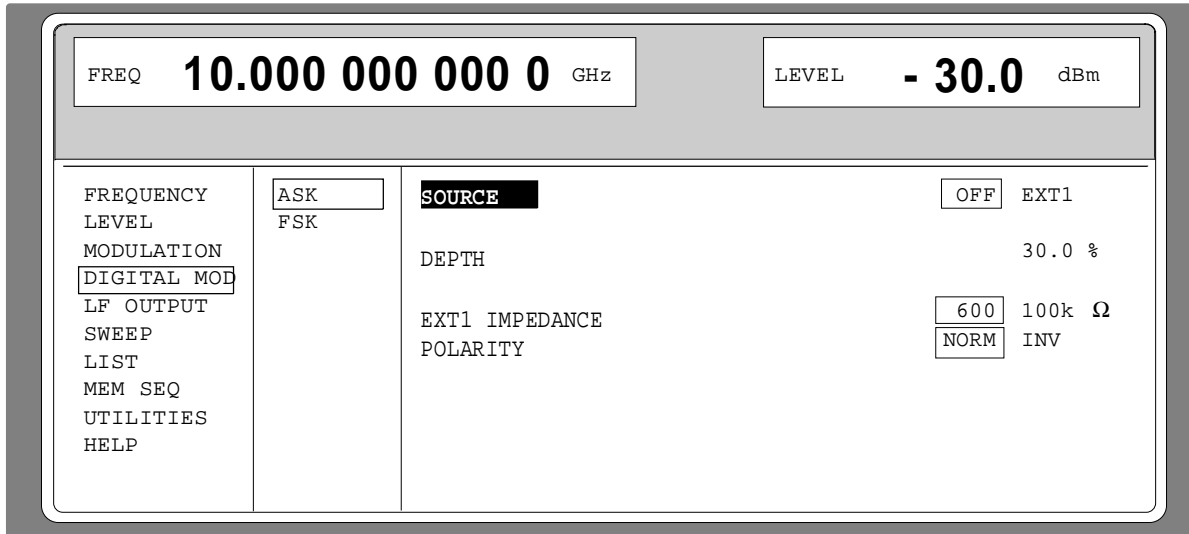 FREQ 10.000 000 000 0 GHz LEVEL - 30.0 dBm
FREQUENCY ASK SOURCE OFF EXT1
LEVEL FSK
MODULATION DEPTH 30.0 %
DIGITAL MOD
LF OUTPUT EXT1 IMPEDANCE 600 100k Ω
SWEEP POLARITY NORM INV
LIST
MEM SEQ
UTILITIES
HELP